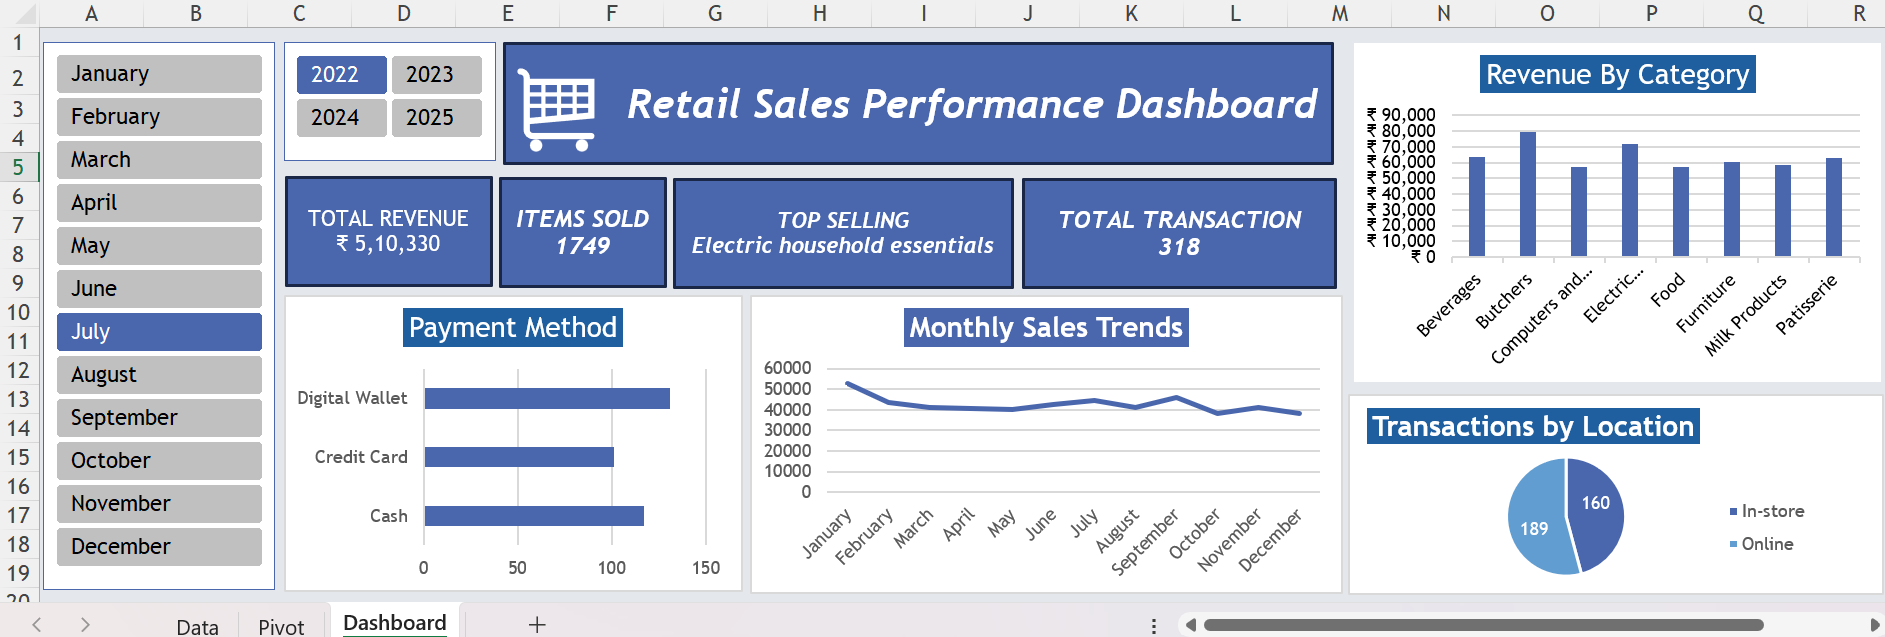 A B C D E F G H I J K L M N O P Q R
1
2
3
4
5
6
7
8
9
10
11
12
13
14
15
16
17
18
19
20
January
February
March
April
May
June
July
August
September
October
November
December
2022 2023
2024 2025
Retail Sales Performance Dashboard
TOTAL REVENUE
₹ 5,10,330
ITEMS SOLD
1749
TOP SELLING
Electric household essentials
TOTAL TRANSACTION
318
Revenue By Category
₹ 90,000
₹ 80,000
₹ 70,000
₹ 60,000
₹ 50,000
₹ 40,000
₹ 30,000
₹ 20,000
₹ 10,000
₹ 0
Beverages
Butchers
Computers and...
Electric...
Food
Furniture
Milk Products
Patisserie
Payment Method
Digital Wallet
Credit Card
Cash
0 50 100 150
Monthly Sales Trends
60000
50000
40000
30000
20000
10000
0
January
February
March
April
May
June
July
August
September
October
November
December
Transactions by Location
160
189
In-store
Online
Data Pivot Dashboard